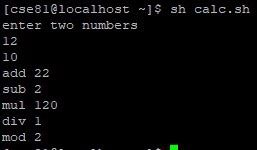 [cse81@localhost ~]$ sh calc.sh
enter two numbers
12
10
add 22
sub 2
mul 120
div 1
mod 2